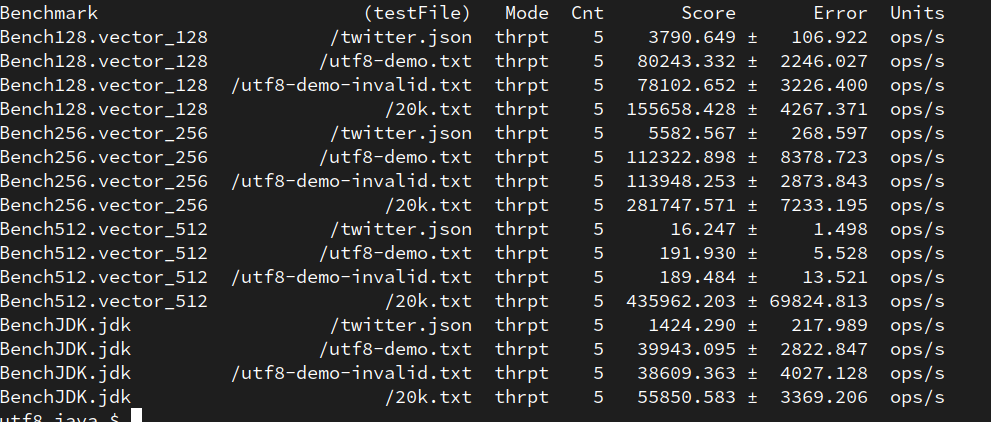 Benchmark (testFile) Mode Cnt Score Error Units
Bench128.vector_128 /twitter.json thrpt 5 3790.649 ± 106.922 ops/s
Bench128.vector_128 /utf8-demo.txt thrpt 5 80243.332 ± 2246.027 ops/s
Bench128.vector_128 /utf8-demo-invalid.txt thrpt 5 78102.652 ± 3226.400 ops/s
Bench128.vector_128 /20k.txt thrpt 5 155658.428 ± 4267.371 ops/s
Bench256.vector_256 /twitter.json thrpt 5 5582.567 ± 268.597 ops/s
Bench256.vector_256 /utf8-demo.txt thrpt 5 112322.898 ± 8378.723 ops/s
Bench256.vector_256 /utf8-demo-invalid.txt thrpt 5 113948.253 ± 2873.843 ops/s
Bench256.vector_256 /20k.txt thrpt 5 281747.571 ± 7233.195 ops/s
Bench512.vector_512 /twitter.json thrpt 5 16.247 ± 1.498 ops/s
Bench512.vector_512 /utf8-demo.txt thrpt 5 191.930 ± 5.528 ops/s
Bench512.vector_512 /utf8-demo-invalid.txt thrpt 5 189.484 ± 13.521 ops/s
Bench512.vector_512 /20k.txt thrpt 5 435962.203 ± 69824.813 ops/s
BenchJDK.jdk /twitter.json thrpt 5 1424.290 ± 217.989 ops/s
BenchJDK.jdk /utf8-demo.txt thrpt 5 39943.095 ± 2822.847 ops/s
BenchJDK.jdk /utf8-demo-invalid.txt thrpt 5 38609.363 ± 4027.128 ops/s
BenchJDK.jdk /20k.txt thrpt 5 55850.583 ± 3369.206 ops/s
utf8.java $